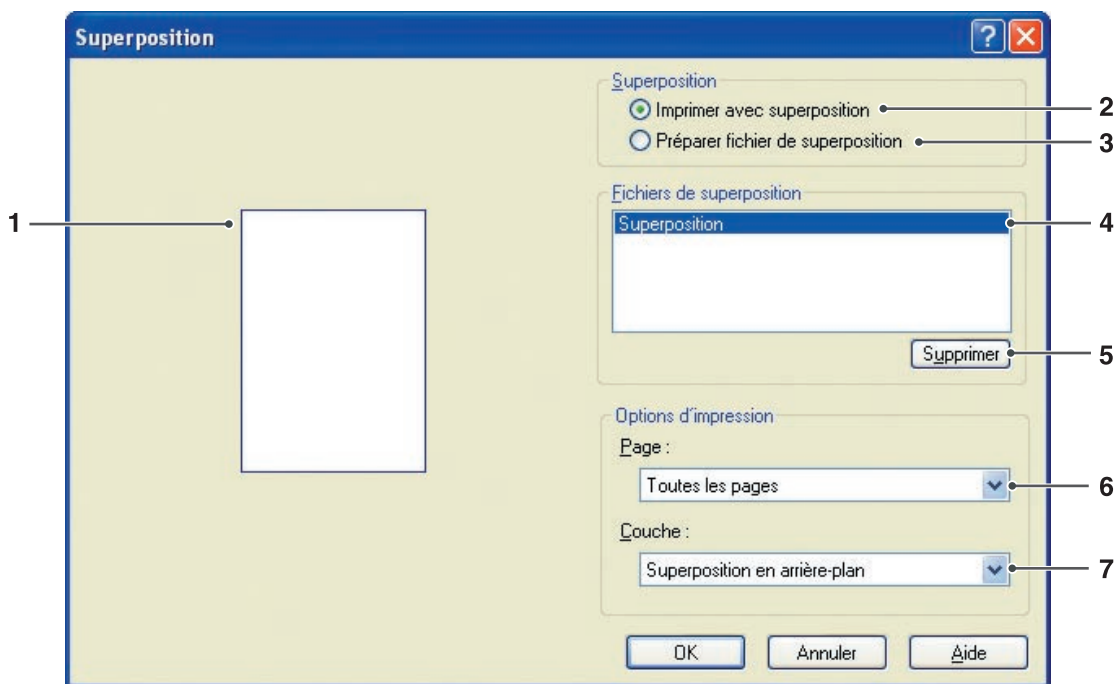 Superposition
Superposition
Imprimer avec superposition 2
Préparer fichier de superposition 3
1
Fichiers de superposition
Superposition 4
Supprimer 5
Options d'impression
Page :
Toutes les pages 6
Couche :
Superposition en arrière-plan 7
OK Annuler Aide